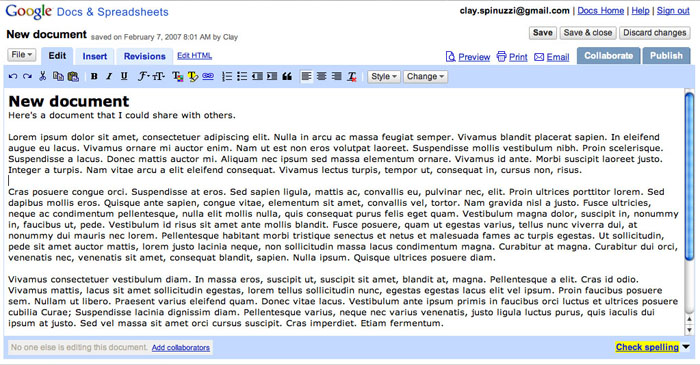 Google Docs & Spreadsheets
clay.spinuzzi@gmail.com | Docs Home | Help | Sign out
New document saved on February 7, 2007 8:01 AM by Clay
Save Save & close Discard changes
File Edit Insert Revisions Edit HTML Preview Print Email Collaborate Publish
B I U F Tt T Style Change
New document
Here's a document that I could share with others.
Lorem ipsum dolor sit amet, consectetuer adipiscing elit. Nulla in arcu ac massa feugiat semper. Vivamus blandit placerat sapien. In eleifend
augue eu lacus. Vivamus ornare mi auctor enim. Nam ut est non eros volutpat laoreet. Suspendisse mollis vestibulum nibh. Proin scelerisque.
Suspendisse a lacus. Donec mattis auctor mi. Aliquam nec ipsum sed massa elementum ornare. Vivamus id ante. Morbi suscipit laoreet justo.
Integer a turpis. Nam vitae arcu a elit eleifend consequat. Vivamus lectus turpis, tempor ut, consequat in, cursus non, risus.
Cras posuere congue orci. Suspendisse at eros. Sed sapien ligula, mattis ac, convallis eu, pulvinar nec, elit. Proin ultrices porttitor lorem. Sed
dapibus mollis eros. Quisque ante sapien, congue vitae, elementum sit amet, convallis vel, tortor. Nam gravida nisl a justo. Fusce ultricies,
neque ac condimentum pellentesque, nulla elit mollis nulla, quis consequat purus felis eget quam. Vestibulum magna dolor, suscipit in, nonummy
in, faucibus ut, pede. Vestibulum id risus sit amet ante mollis blandit. Fusce posuere, quam ut egestas varius, tellus nunc viverra dui, at
nonummy dui mauris nec lorem. Pellentesque habitant morbi tristique senectus et netus et malesuada fames ac turpis egestas. Ut sollicitudin,
pede sit amet auctor mattis, lorem justo lacinia neque, non sollicitudin massa lacus condimentum magna. Curabitur at magna. Curabitur dui orci,
venenatis nec, venenatis sit amet, consequat blandit, sapien. Nulla ipsum. Quisque ultrices posuere diam.
Vivamus consectetuer vestibulum diam. In massa eros, suscipit ut, suscipit sit amet, blandit at, magna. Pellentesque a elit. Cras id odio.
Vivamus mattis, lacus sit amet sollicitudin egestas, lorem tellus sollicitudin nunc, egestas egestas lacus elit vel ipsum. Proin faucibus posuere
sem. Nullam ut libero. Praesent varius eleifend quam. Donec vitae lacus. Vestibulum ante ipsum primis in faucibus orci luctus et ultrices posuere
cubilia Curae; Suspendisse lacinia dignissim diam. Pellentesque varius, neque nec varius venenatis, justo ligula luctus purus, quis iaculis dui
ipsum at justo. Sed vel massa sit amet orci cursus suscipit. Cras imperdiet. Etiam fermentum.
No one else is editing this document. Add collaborators Check spelling